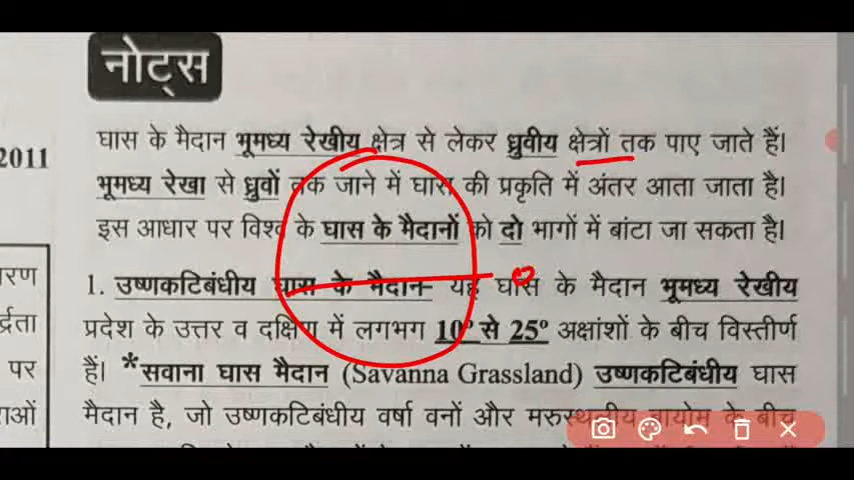 नोट्स
घास के मैदान भूमध्य रेखीय क्षेत्र से लेकर ध्रुवीय क्षेत्रों तक पाए जाते हैं।
2011
भूमध्य रेखा से ध्रुवों तक जाने में घास की प्रकृति में अंतर आता जाता है।
इस आधार पर विश्व के घास के मैदानों को दो भागों में बांटा जा सकता है।
1. उष्णकटिबंधीय घास के मैदान- यह घास के मैदान भूमध्य रेखीय
प्रदेश के उत्तर व दक्षिण में लगभग 10° से 25° अक्षांशों के बीच विस्तीर्ण
पर
हैं। *सवाना घास मैदान (Savanna Grassland) उष्णकटिबंधीय घास
मैदान है, जो उष्णकटिबंधीय वर्षा वनों और मरुस्थलीय बायोम के बीच